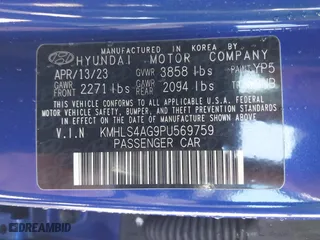 MANUFACTURED IN KOREA BY
HYUNDAI MOTOR COMPANY
APR/13/23 GVWR 3858 lbs PAINT YP5
GAWR FRONT 2271 lbs GAWR REAR 2094 lbs
THIS VEHICLE CONFORMS TO ALL APPLICABLE
U.S. FEDERAL MOTOR VEHICLE SAFETY, BUMPER, AND THEFT
PREVENTION STANDARDS IN EFFECT ON THE DATE OF
MANUFACTURE SHOWN ABOVE.
V.I.N KMHLS4AG9PU569759
PASSENGER CAR
DREAMBID